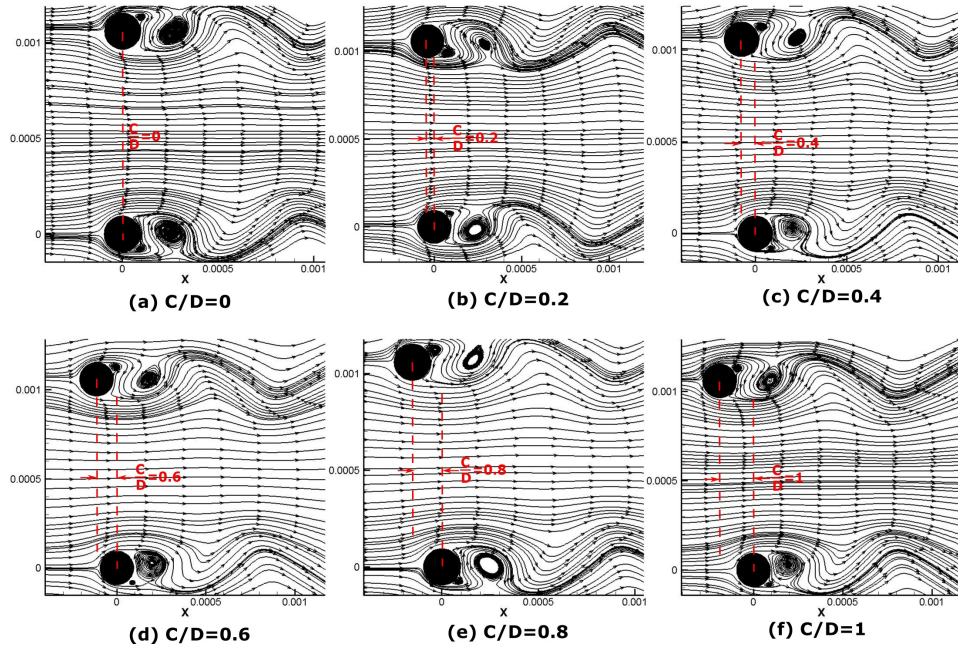 0.001
0.0005
0
C/D=0
0
0.0005
0.001
X
(a) C/D=0
0.001
0.0005
0
C/D=0.2
0
0.0005
0.001
X
(b) C/D=0.2
0.001
0.0005
0
C/D=0.4
0
0.0005
0.001
X
(c) C/D=0.4
0.001
0.0005
0
C/D=0.6
0
0.0005
0.001
X
(d) C/D=0.6
0.001
0.0005
0
C/D=0.8
0
0.0005
0.001
X
(e) C/D=0.8
0.001
0.0005
0
C/D=1
0
0.0005
0.001
X
(f) C/D=1